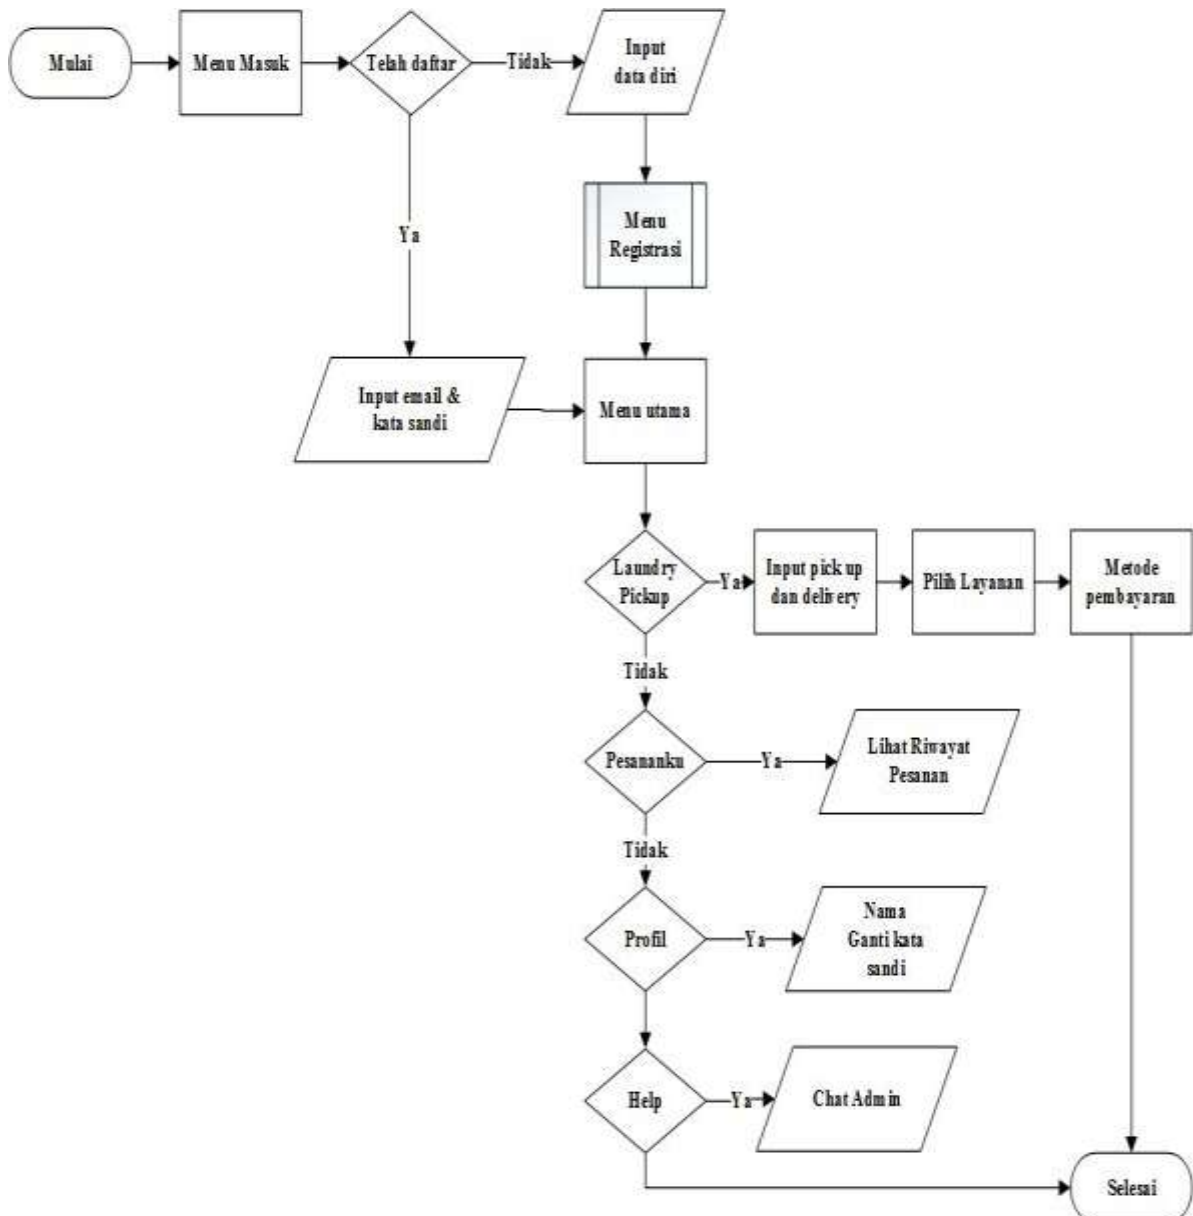 Mulai
Menu Masuk
Telah daftar
Tidak
Input
data diri
Ya
Menu
Registrasi
Input email &
kata sandi
Menu utama
Laundry
Pickup
Ya
Input pick up
dan delivery
Pilih Layanan
Metode
pembayaran
Tidak
Pesananku
Ya
Lihat Riwayat
Pesanan
Tidak
Profil
Ya
Nama
Ganti kata
sandi
Help
Ya
Chat Admin
Selesai